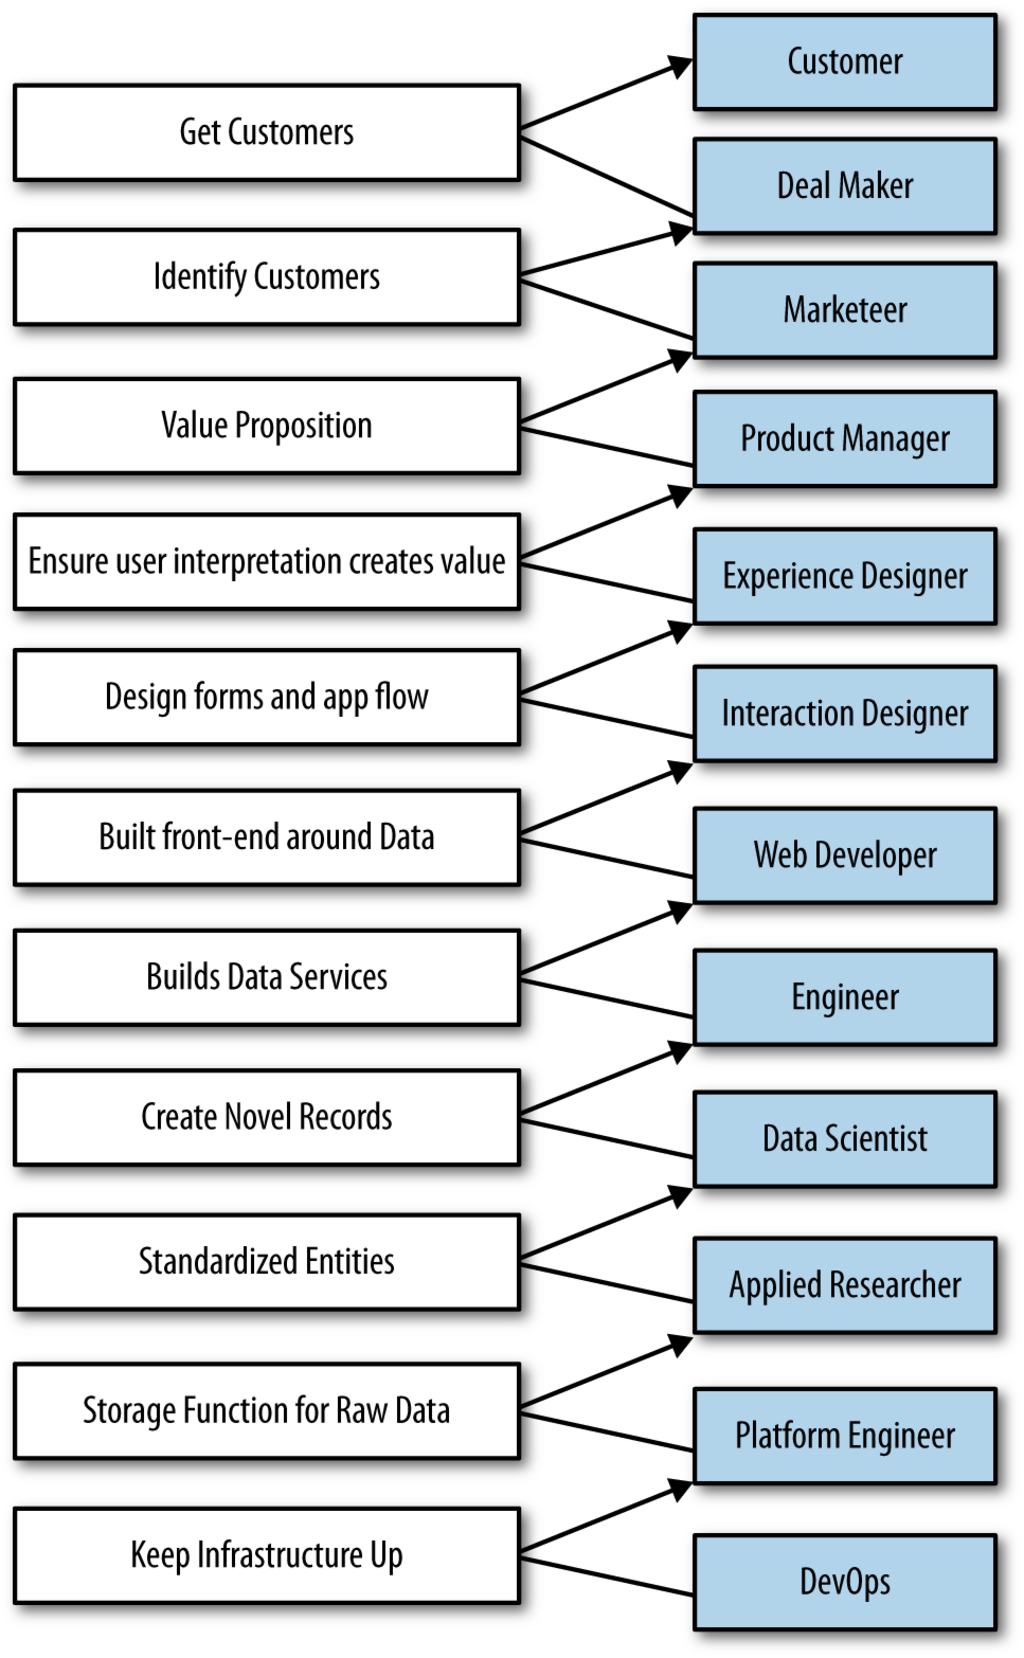 Customer
Get Customers
Deal Maker
Identify Customers
Marketeer
Value Proposition
Product Manager
Ensure user interpretation creates value
Experience Designer
Design forms and app flow
Interaction Designer
Built front-end around Data
Web Developer
Builds Data Services
Engineer
Create Novel Records
Data Scientist
Standardized Entities
Applied Researcher
Storage Function for Raw Data
Platform Engineer
Keep Infrastructure Up
DevOps